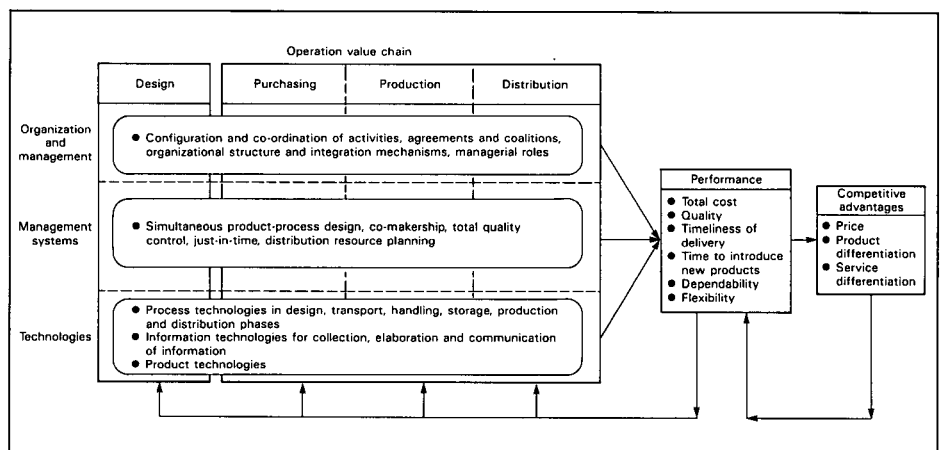 Operation value chain
Design
Purchasing
Production
Distribution
Organization
and
management
● Configuration and co-ordination of activities, agreements and coalitions,
organizational structure and integration mechanisms, managerial roles
Management
systems
● Simultaneous product-process design, co-makership, total quality
control, just-in-time, distribution resource planning
Technologies
● Process technologies in design, transport, handling, storage, production
and distribution phases
● Information technologies for collection, elaboration and communication
of information
● Product technologies
Performance
● Total cost
● Quality
● Timeliness of
delivery
● Time to introduce
new products
● Dependability
● Flexibility
Competitive
advantages
● Price
● Product
differentiation
● Service
differentiation